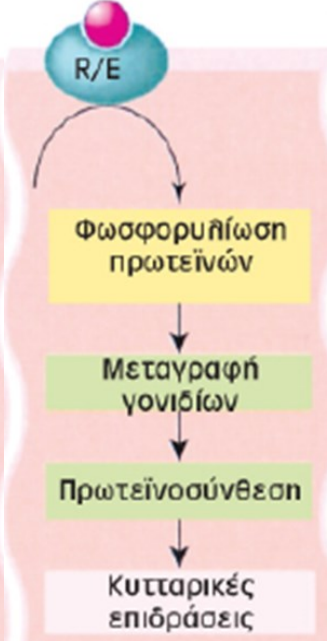 R/E
Φωσφορυλίωση
πρωτεϊνών
Μεταγραφή
γονιδίων
Πρωτεϊνοσύνθεση
Κυτταρικές
επιδράσεις